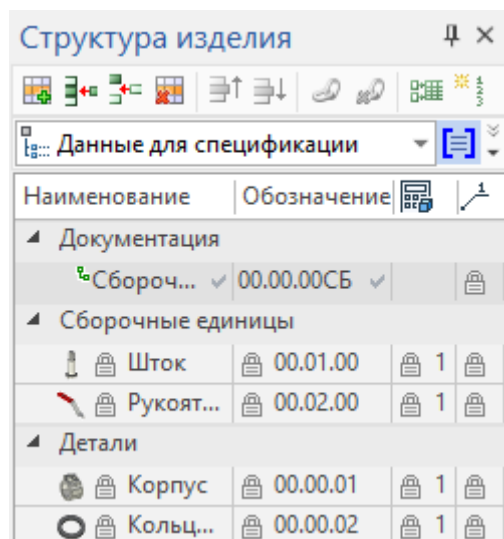 Структура изделия
Данные для спецификации
Наименование Обозначение 1
Документация
Сбороч... 00.00.00СБ
Сборочные единицы
Шток 00.01.00 1
Рукоят... 00.02.00 1
Детали
Корпус 00.00.01 1
Кольц... 00.00.02 1